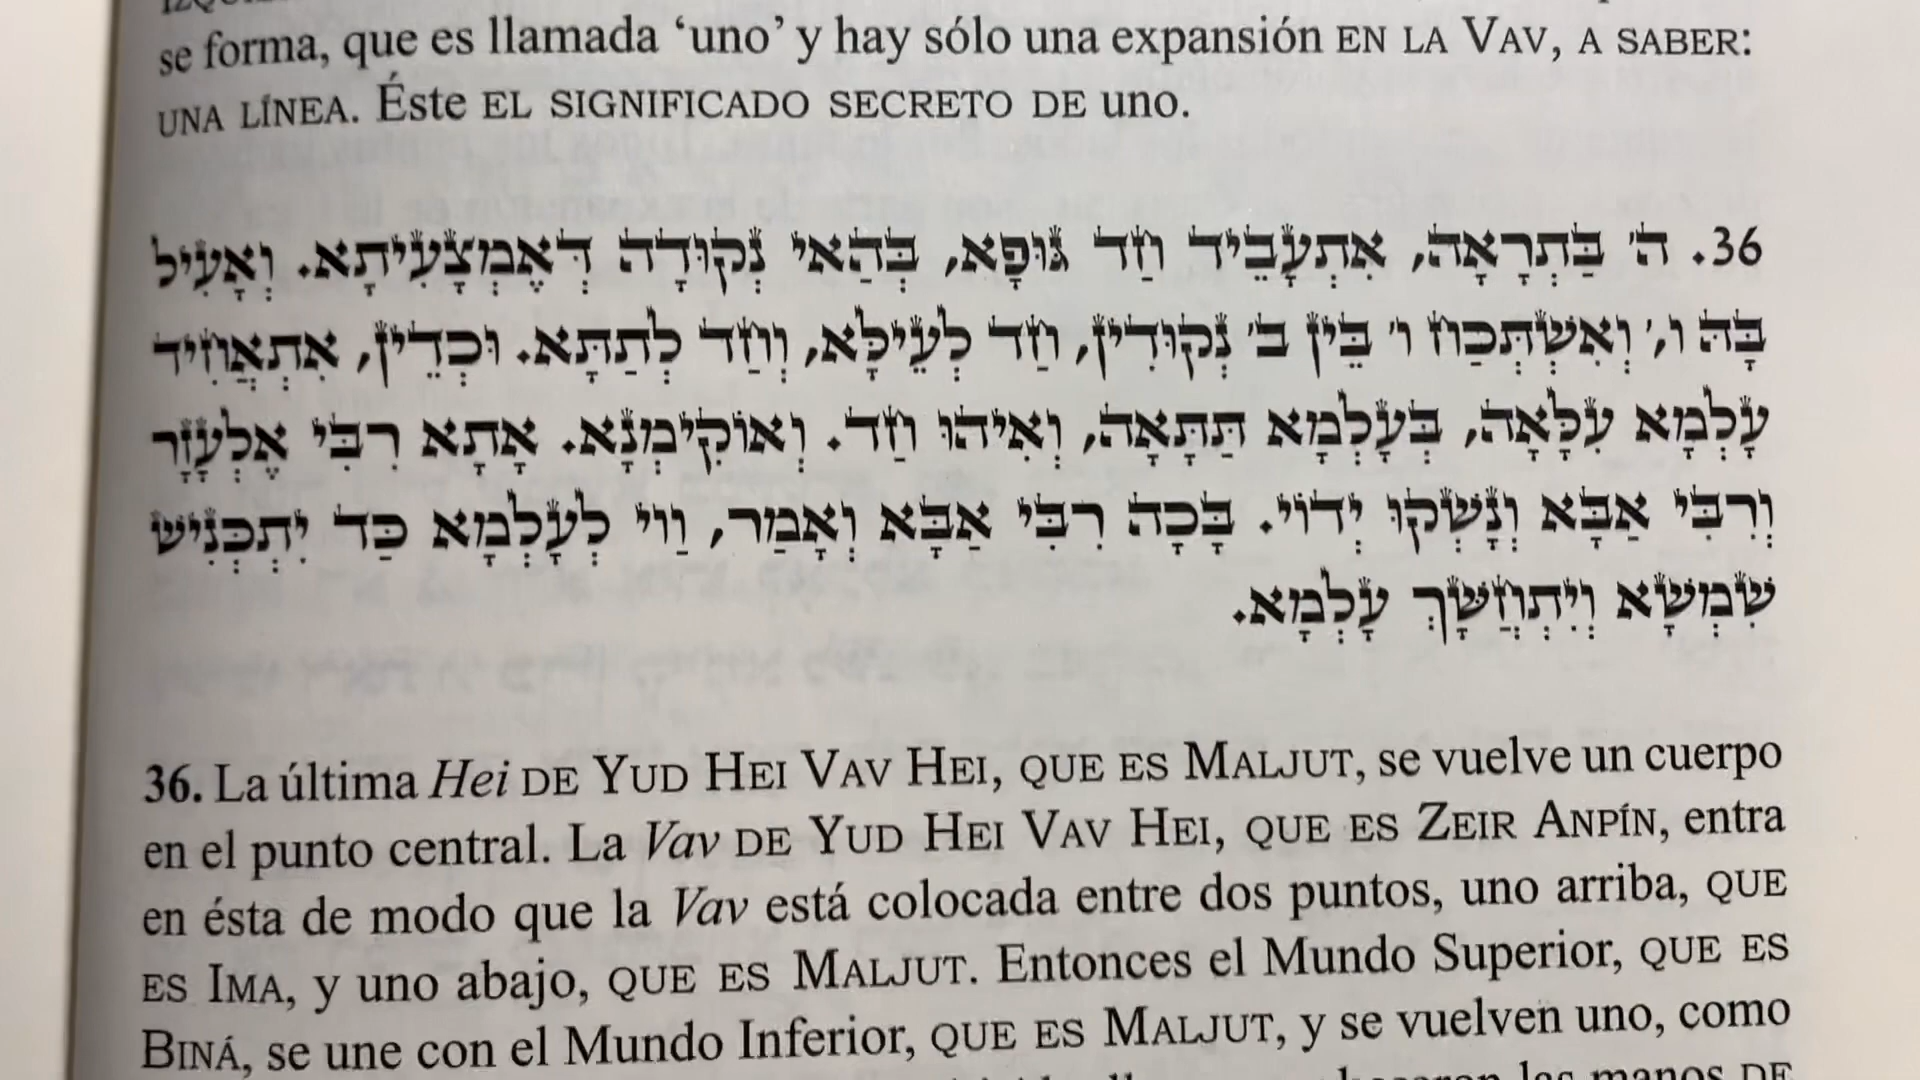 se forma, que es llamada ‘uno’ y hay sólo una expansión EN LA VAV, A SABER:
UNA LÍNEA. Éste EL SIGNIFICADO SECRETO DE uno.
36. ה' בַּתְרָאָה, אִתְעָבֵיד חַד גּוּפָא, בְּהַאי נְקוּדָה דְּאֶמְצָעִיתָא. וְאָעִיל
בָּהּ ו', וְאִשְׁתְּכַּח ו' בֵּין ב' נְקוּדִין, חַד לְעֵילָּא, וְחַד לְתַתָּא. וּכְדֵין, אִתְאֲחִיד
עָלְמָא עִלָּאָה, בְּעָלְמָא תַּתָּאָה, וְאִיהוּ חַד. וְאוֹקִימְנָא. אָתָא רִבִּי אֶלְעָזָר
וְרִבִּי אַבָּא וְנָשְׁקוּ יְדוֹי. בָּכָה רִבִּי אַבָּא וְאָמַר, וַוי לְעָלְמָא כַּד יִתְכְּנִישׁ
שִׁמְשָׁא וְיִתְחֲשָׁךְ עָלְמָא.
36. La última Hei DE YUD HEI VAV HEI, QUE ES MALJUT, se vuelve un cuerpo
en el punto central. La Vav DE YUD HEI VAV HEI, QUE ES ZEIR ANPÍN, entra
en ésta de modo que la Vav está colocada entre dos puntos, uno arriba, QUE
ES IMA, y uno abajo, QUE ES MALJUT. Entonces el Mundo Superior, QUE ES
BINÁ, se une con el Mundo Inferior, QUE ES MALJUT, y se vuelven uno, como
las manos DE